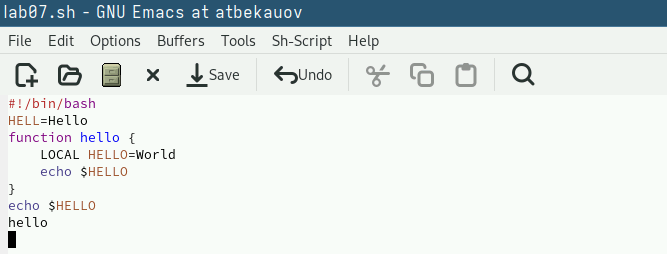 lab07.sh - GNU Emacs at atbekauov
File Edit Options Buffers Tools Sh-Script Help
Save Undo
#!/bin/bash
HELL=Hello
function hello {
    LOCAL HELLO=World
    echo $HELLO
}
echo $HELLO
hello